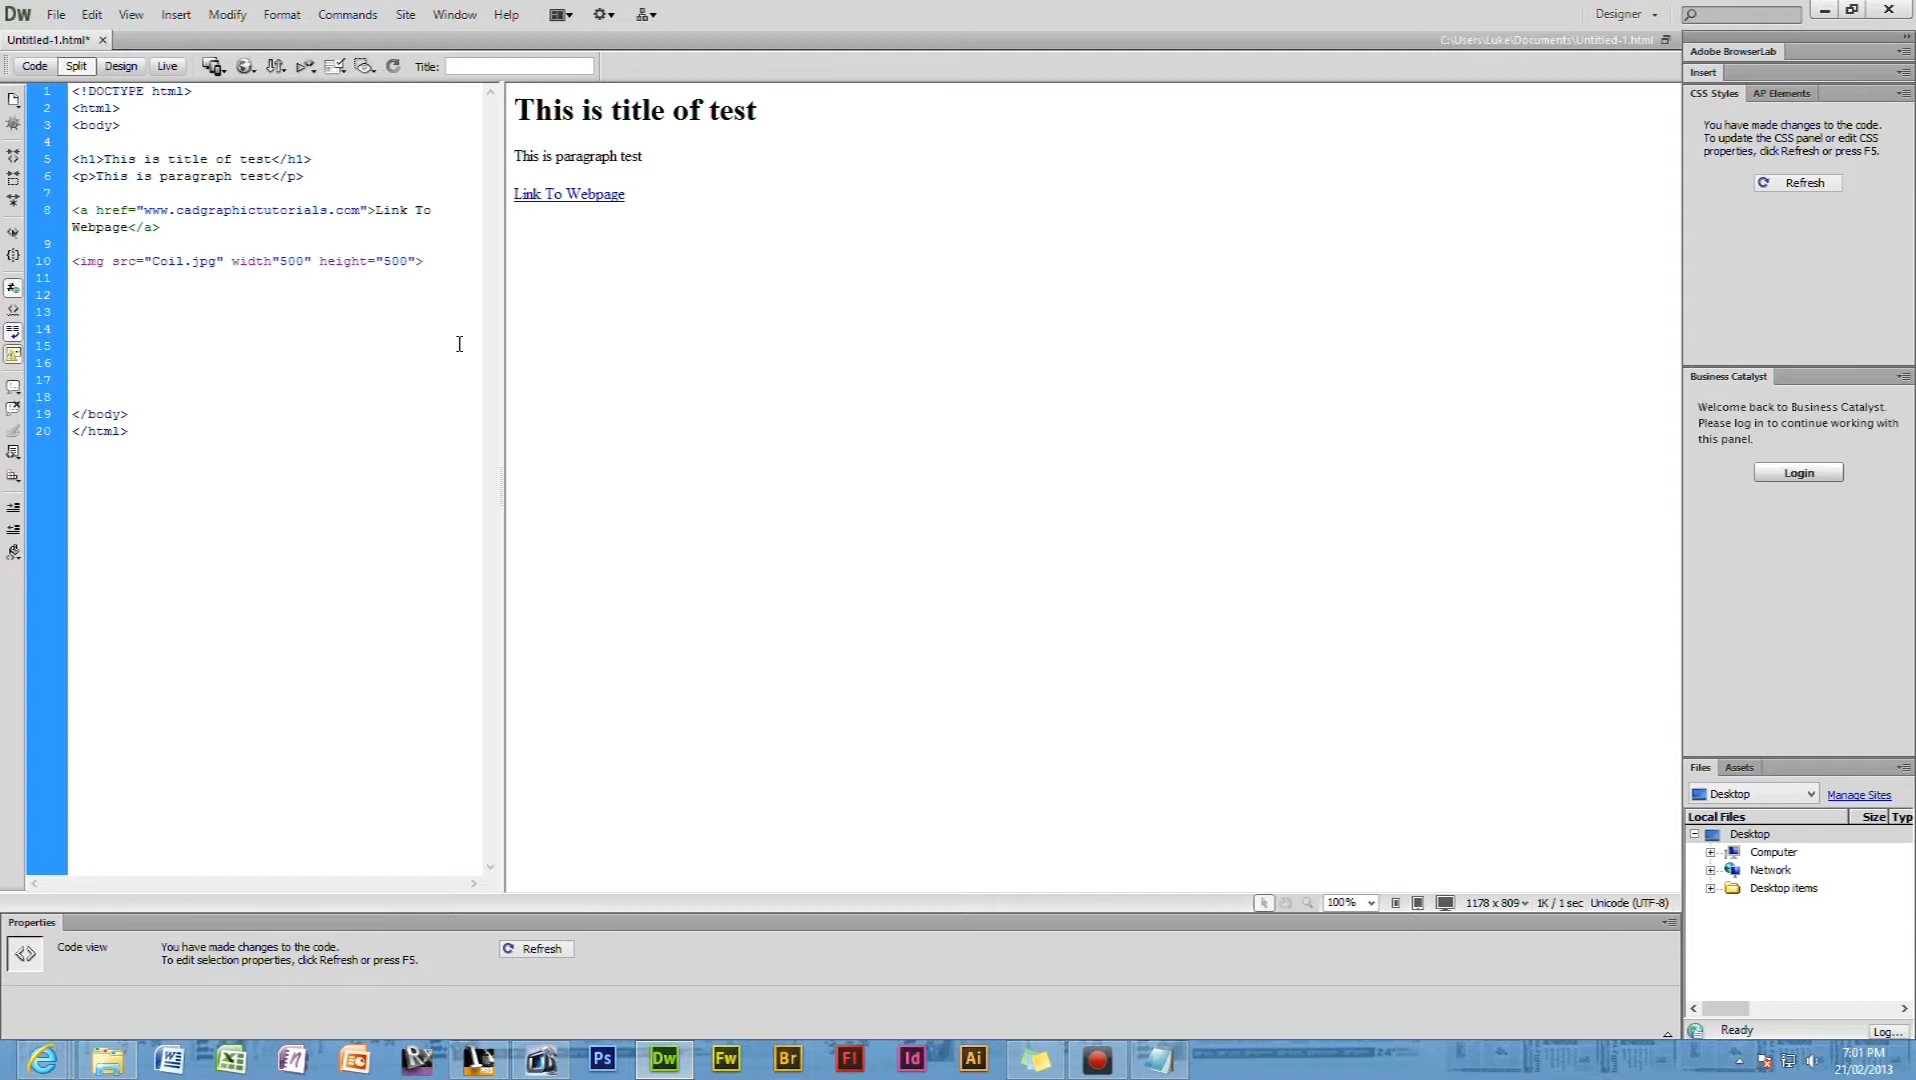 Dw File Edit View Insert Modify Format Commands Site Window Help Designer
Untitled-1.html* C:\Users\Luke\Documents\Untitled-1.html
Code Split Design Live Title:
1 <!DOCTYPE html>
2 <html>
3 <body>
4
5 <h1>This is title of test</h1>
6 <p>This is paragraph test</p>
7
8 <a href="www.cadgraphictutorials.com">Link To
Webpage</a>
9
10 <img src="Coil.jpg" width"500" height="500">
11
12
13
14
15
16
17
18
19 </body>
20 </html>
This is title of test
This is paragraph test
Link To Webpage
Adobe BrowserLab
Insert
CSS Styles AP Elements
You have made changes to the code.
To update the CSS panel or edit CSS
properties, click Refresh or press F5.
Refresh
Business Catalyst
Welcome back to Business Catalyst.
Please log in to continue working with
this panel.
Login
Files Assets
Desktop Manage Sites
Local Files Size Typ
Desktop
Computer
Network
Desktop items
Ready Log...
100% 1178 x 809 1K / 1 sec Unicode (UTF-8)
Properties
Code view You have made changes to the code.
To edit selection properties, click Refresh or press F5.
Refresh
Ps Dw Fw Br Fl Id Ai
7:01 PM
21/02/2013